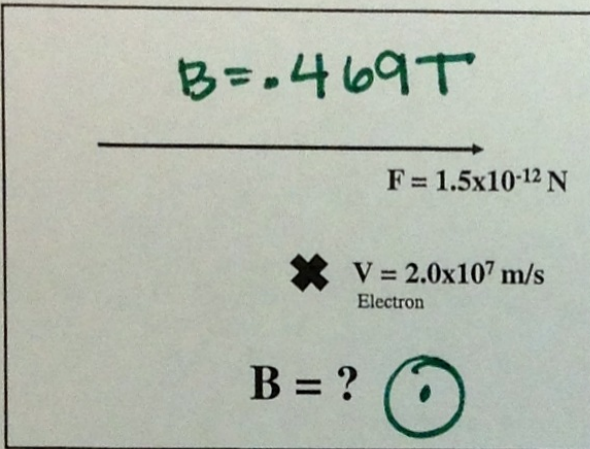 B = .469T
F = 1.5x10⁻¹² N
V = 2.0x10⁷ m/s
Electron
B = ?